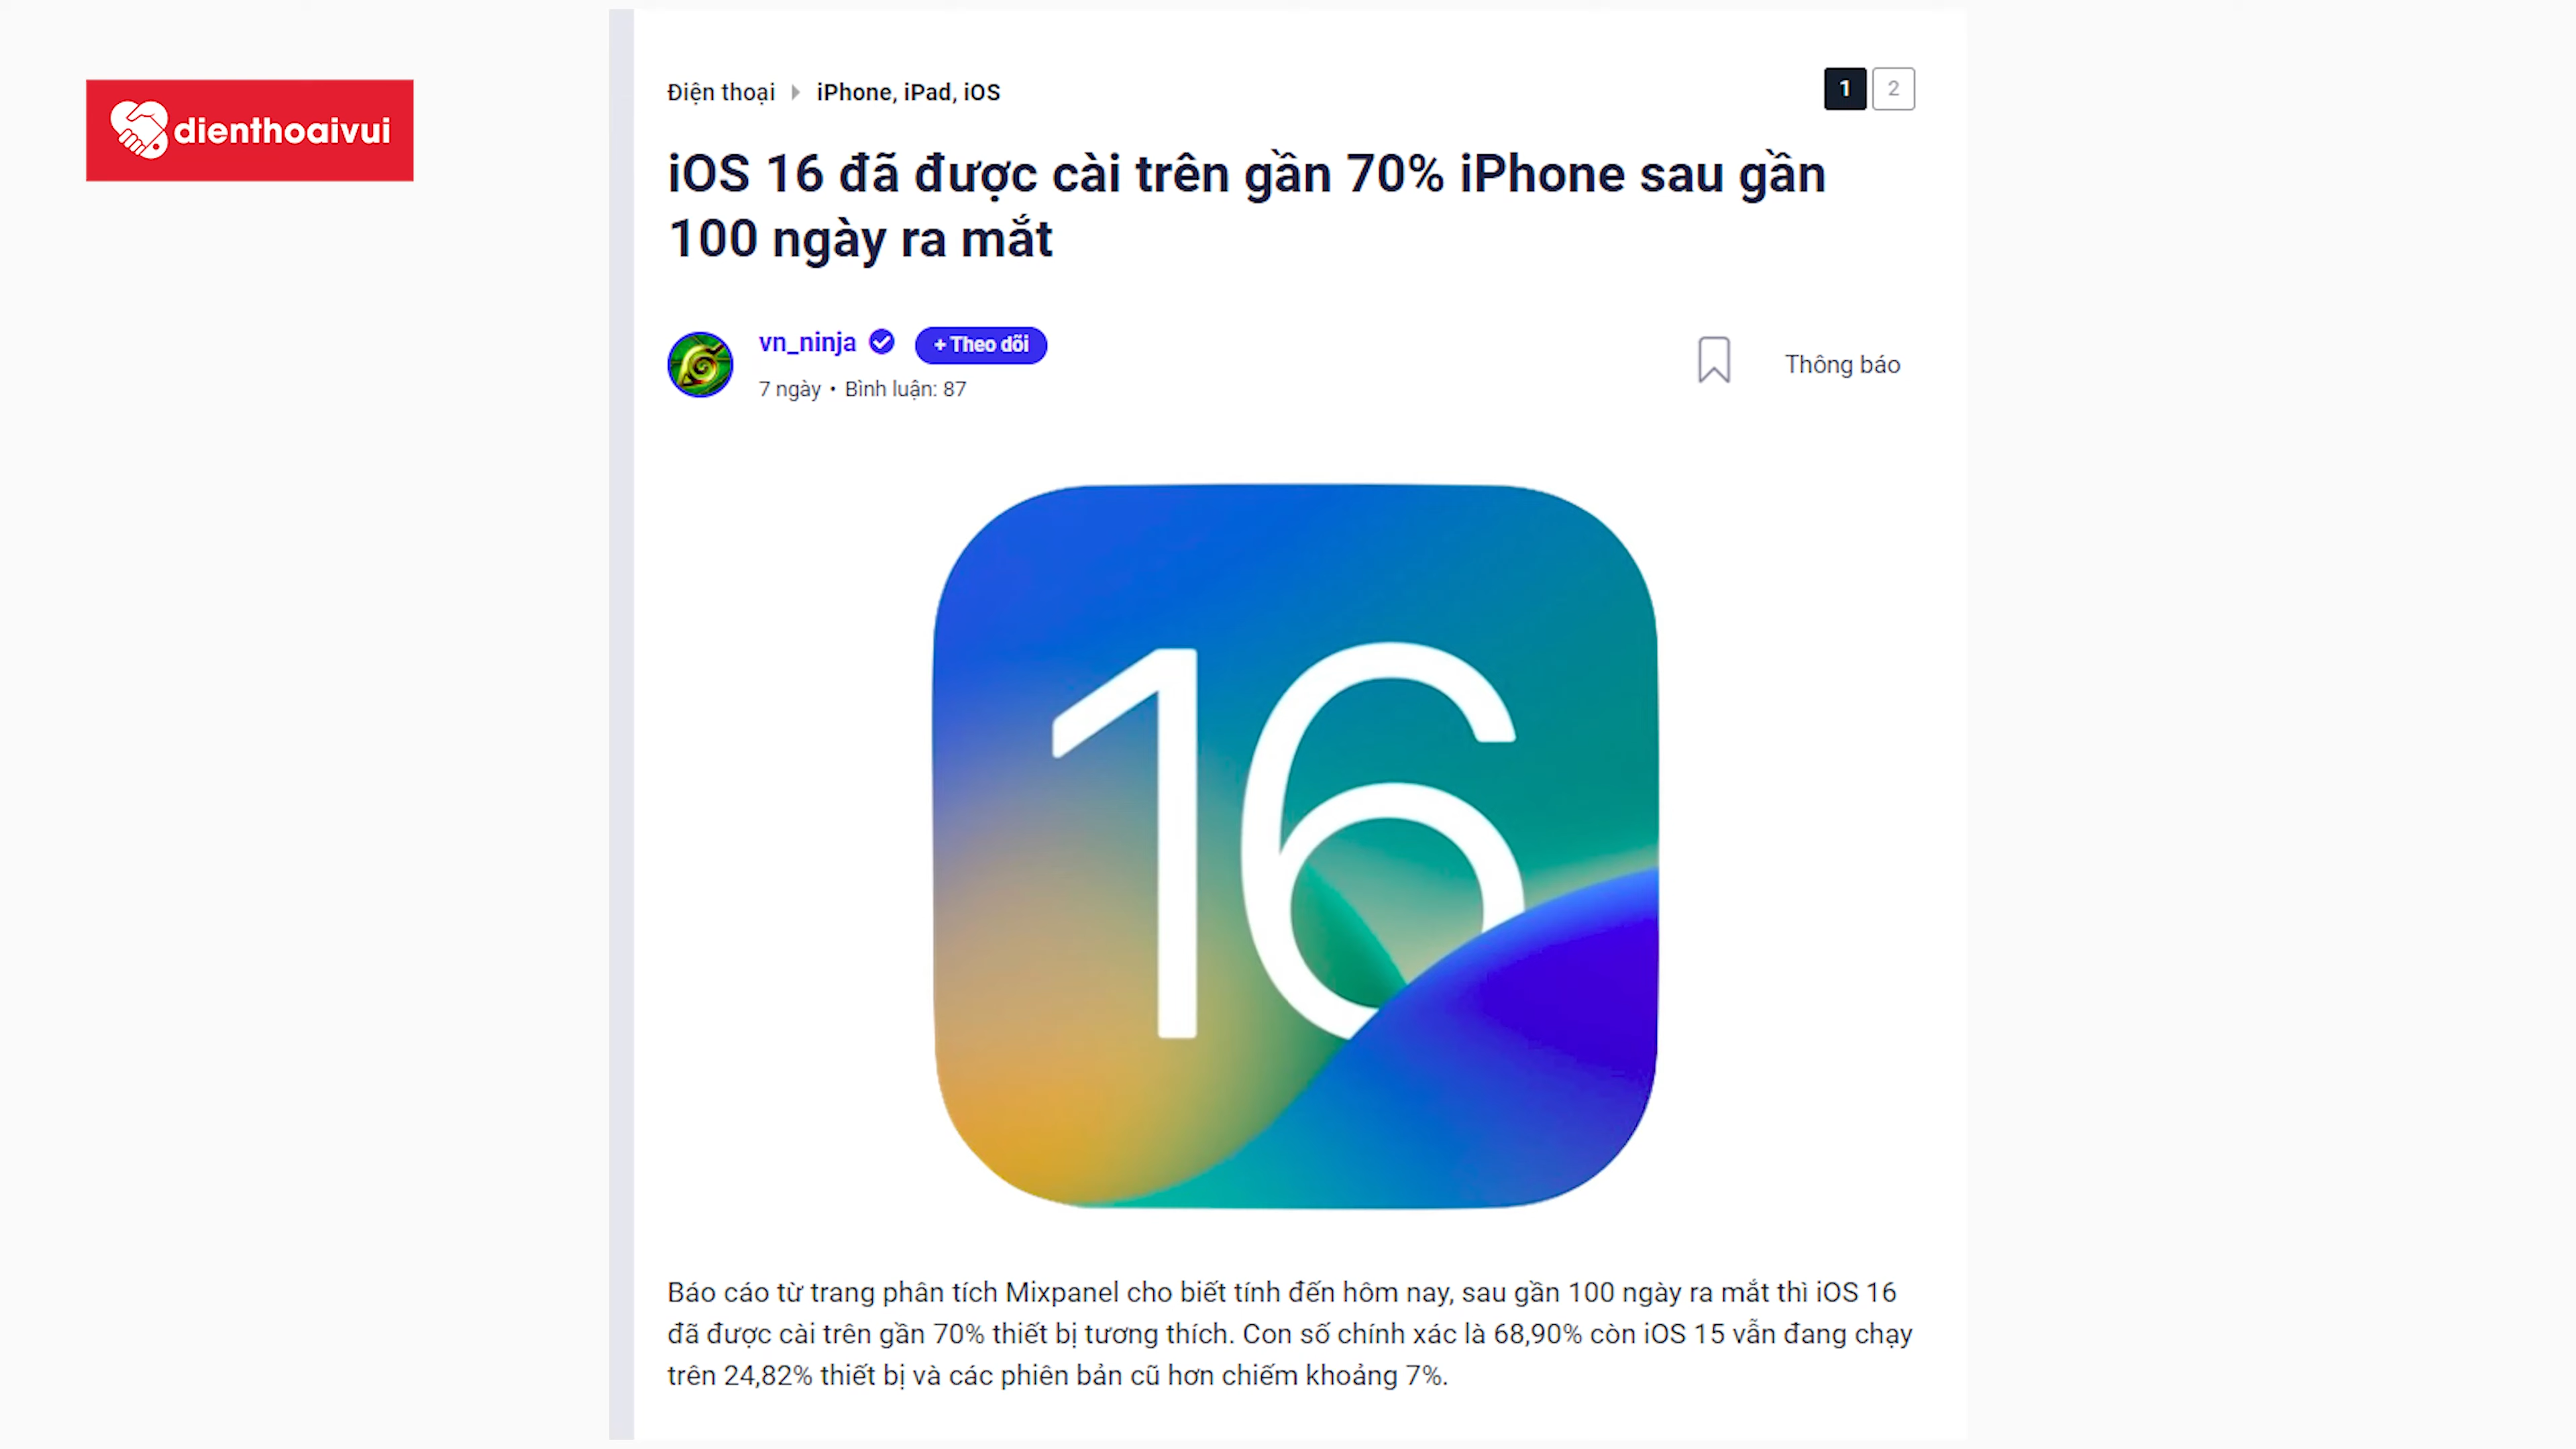 dienthoaivui
Điện thoại iPhone, iPad, iOS
1 2
iOS 16 đã được cài trên gần 70% iPhone sau gần
100 ngày ra mắt
vn_ninja + Theo dõi
7 ngày • Bình luận: 87
Thông báo
16
Báo cáo từ trang phân tích Mixpanel cho biết tính đến hôm nay, sau gần 100 ngày ra mắt thì iOS 16
đã được cài trên gần 70% thiết bị tương thích. Con số chính xác là 68,90% còn iOS 15 vẫn đang chạy
trên 24,82% thiết bị và các phiên bản cũ hơn chiếm khoảng 7%.